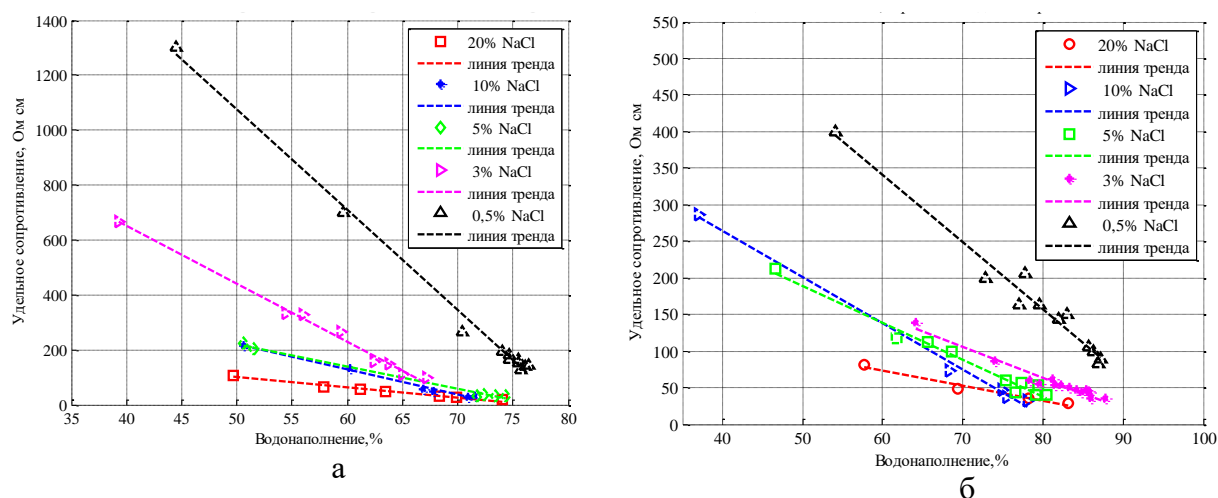 1400
1200
1000
800
600
400
200
0
35 40 45 50 55 60 65 70 75 80
Удельное сопротивление, Ом см
Водонаполнение,%
20% NaCl
линия тренда
10% NaCl
линия тренда
5% NaCl
линия тренда
3% NaCl
линия тренда
0,5% NaCl
линия тренда
а
550
500
450
400
350
300
250
200
150
100
50
0
40 60 70 80 90 100
Удельное сопротивление, Ом см
Водонаполнение,%
20% NaCl
линия тренда
10% NaCl
линия тренда
5% NaCl
линия тренда
3% NaCl
линия тренда
0,5% NaCl
линия тренда
б